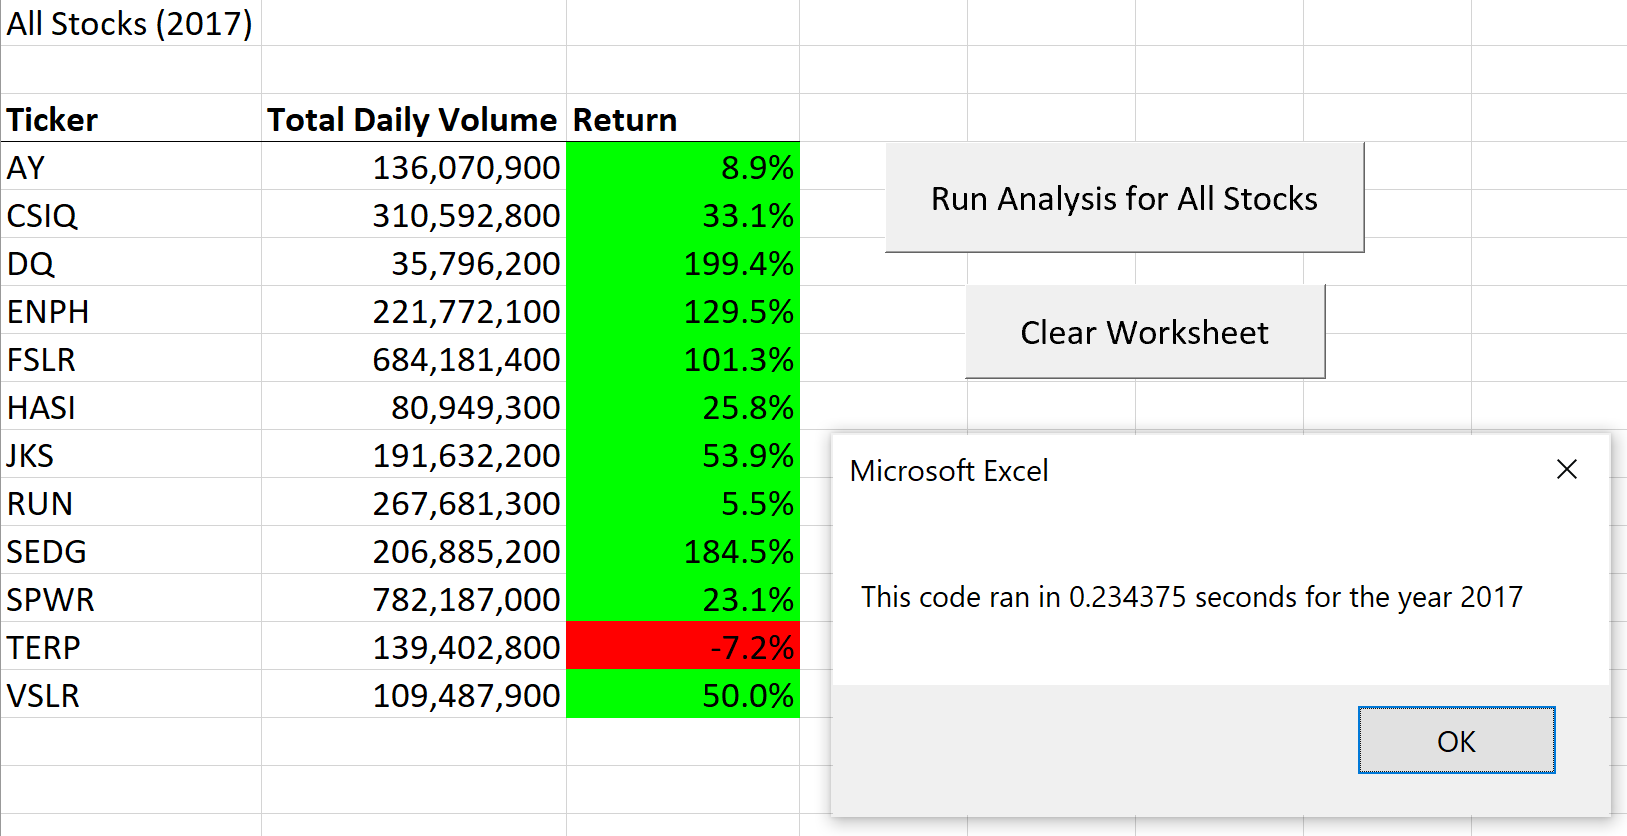 All Stocks (2017)
Ticker Total Daily Volume Return
AY 136,070,900 8.9%
CSIQ 310,592,800 33.1%
DQ 35,796,200 199.4%
ENPH 221,772,100 129.5%
FSLR 684,181,400 101.3%
HASI 80,949,300 25.8%
JKS 191,632,200 53.9%
RUN 267,681,300 5.5%
SEDG 206,885,200 184.5%
SPWR 782,187,000 23.1%
TERP 139,402,800 -7.2%
VSLR 109,487,900 50.0%
Run Analysis for All Stocks
Clear Worksheet
Microsoft Excel
This code ran in 0.234375 seconds for the year 2017
OK